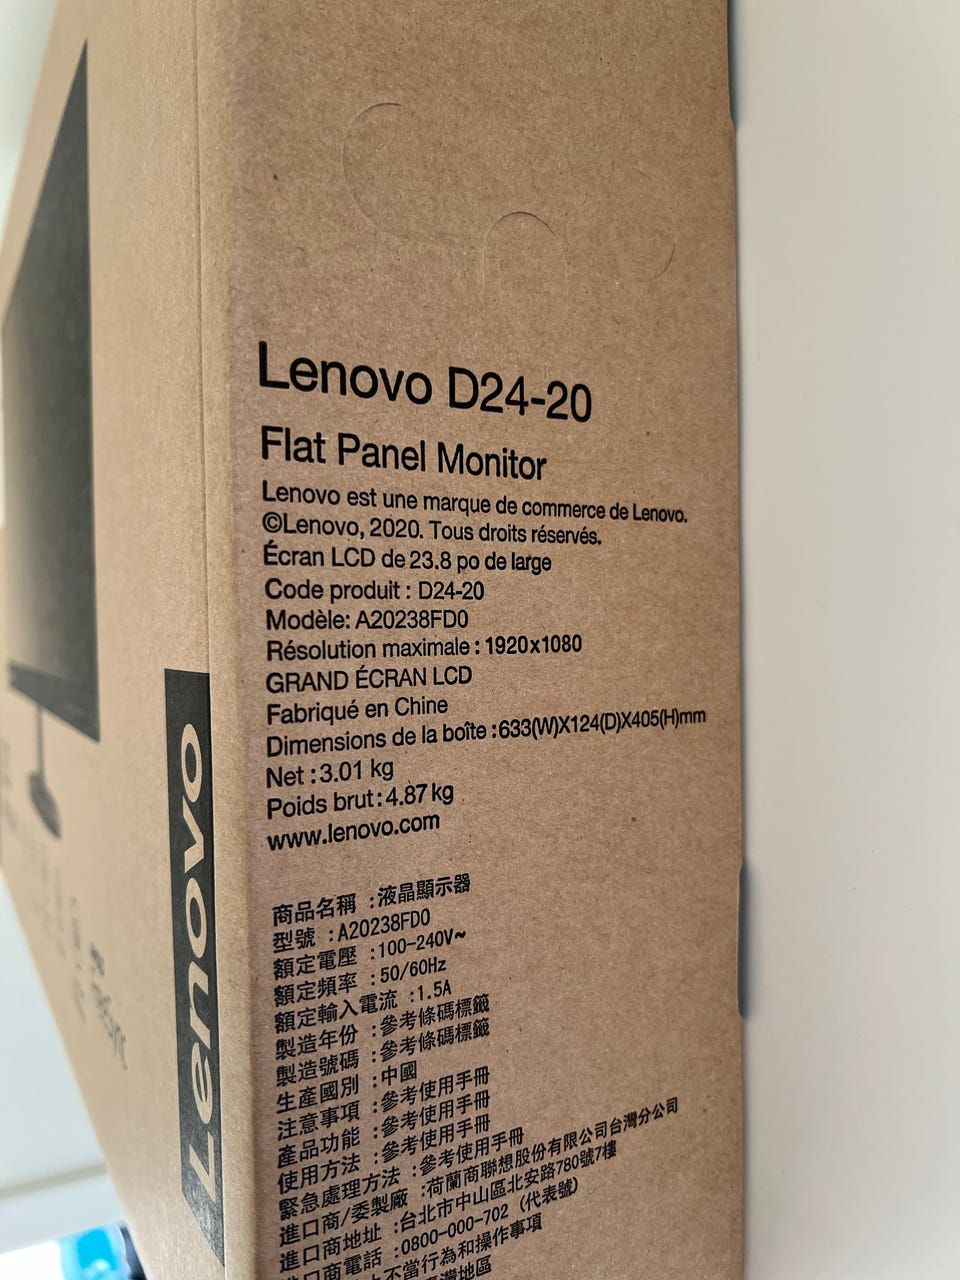 Lenovo D24-20
Flat Panel Monitor
Lenovo est une marque de commerce de Lenovo.
©Lenovo, 2020. Tous droits réservés.
Écran LCD de 23.8 po de large
Code produit : D24-20
Modèle: A20238FD0
Résolution maximale : 1920x1080
GRAND ÉCRAN LCD
Fabriqué en Chine
Dimensions de la boîte :633(W)X124(D)X405(H)mm
Net : 3.01 kg
Poids brut : 4.87 kg
www.lenovo.com
商品名稱 :液晶顯示器
型號 :A20238FD0
額定電壓 :100-240V~
額定頻率 :50/60Hz
額定輸入電流 :1.5A
製造年份 :參考條碼標籤
製造號碼 :參考條碼標籤
生產國別 :中國
注意事項 :參考使用手冊
產品功能 :參考使用手冊
使用方法 :參考使用手冊
緊急處理方法 :參考使用手冊
進口商/委製廠 :荷蘭商聯想股份有限公司台灣分公司
進口商地址 :台北市中山區北安路780號7樓
進口商電話 :0800-000-702 (代表號)
不當行為和操作事項
Lenovo